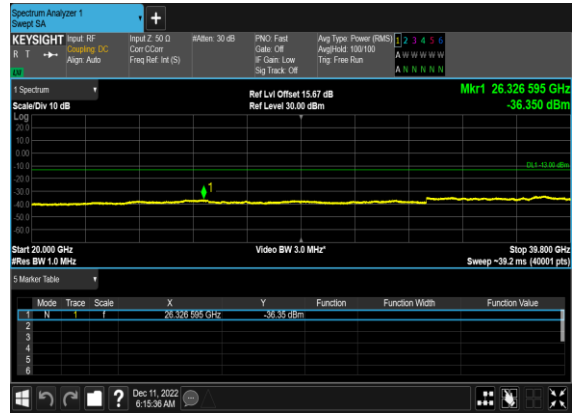 Spectrum Analyzer 1
Swept SA
+
KEYSIGHT Input: RF Input Z: 50 Ω #Atten: 30 dB PNO: Fast Avg Type: Power (RMS) 1 2 3 4 5 6
R T Coupling: DC Corr CCorr Gate: Off Avg|Hold: 100/100 A W W W W W
Align: Auto Freq Ref: Int (S) IF Gain: Low Trig: Free Run
LW Sig Track: Off A N N N N N
1 Spectrum Ref Lvl Offset 15.67 dB Mkr1 26.326 595 GHz
Scale/Div 10 dB Ref Level 30.00 dBm -36.350 dBm
Log
20.0
10.0
0.00
-10.0 DL1 -13.00 dBm
-20.0
-30.0 1
-40.0
-50.0
-60.0
Start 20.000 GHz Video BW 3.0 MHz* Stop 39.800 GHz
#Res BW 1.0 MHz Sweep ~39.2 ms (40001 pts)
5 Marker Table
Mode Trace Scale X Y Function Function Width Function Value
1 N 1 f 26.326 595 GHz -36.35 dBm
2
3
4
5
6
? Dec 11, 2022
6:15:36 AM